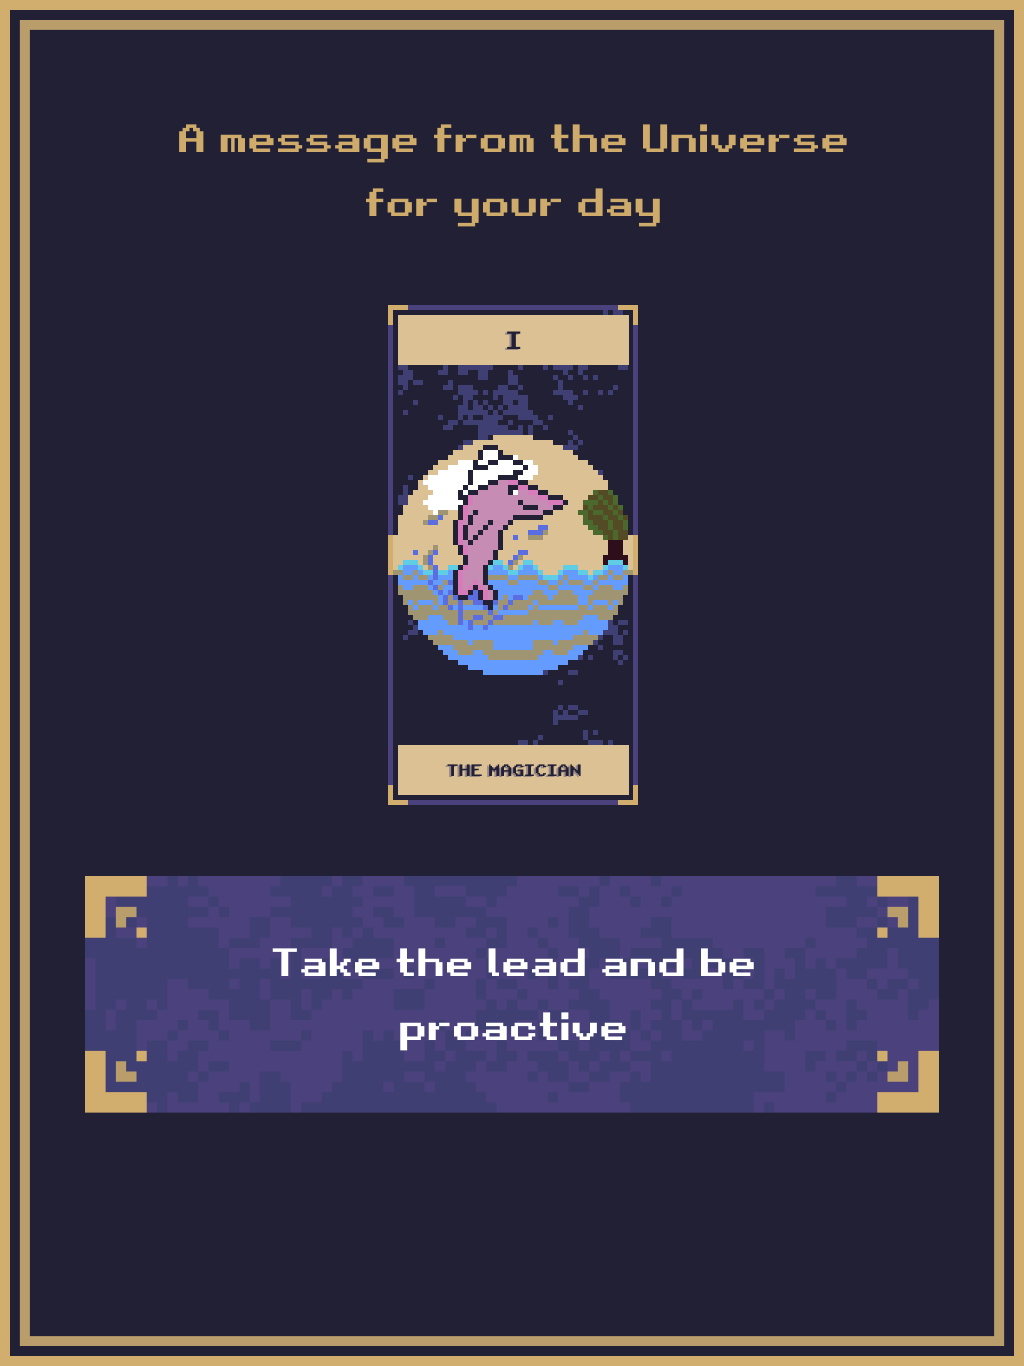 A message from the Universe
for your day
I
THE MAGICIAN
Take the lead and be
proactive